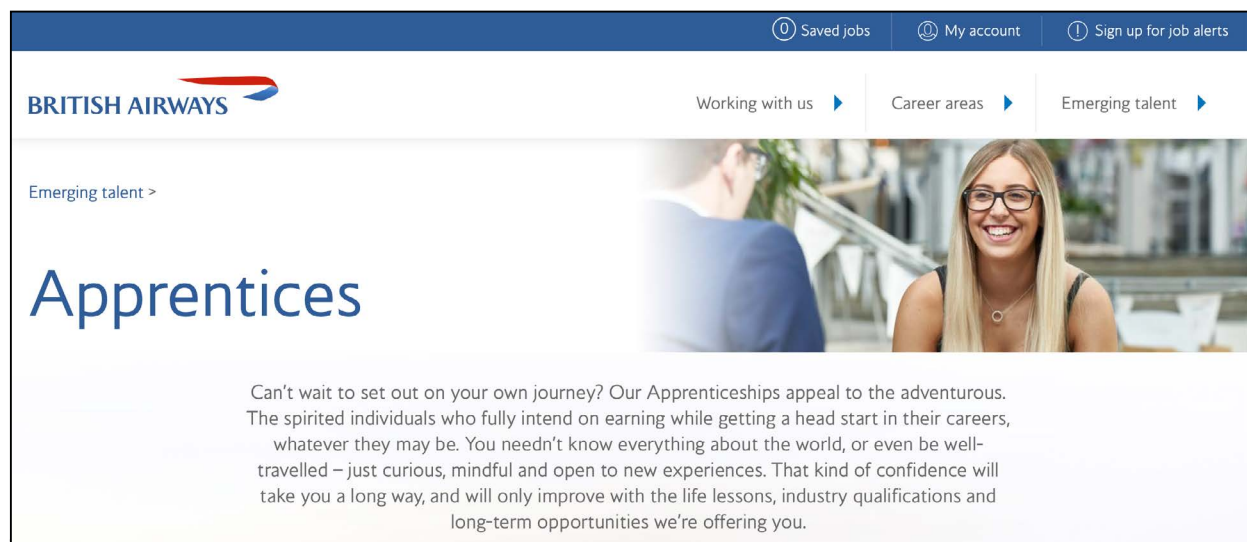 0 Saved jobs My account Sign up for job alerts
BRITISH AIRWAYS Working with us Career areas Emerging talent
Emerging talent >
Apprentices
Can't wait to set out on your own journey? Our Apprenticeships appeal to the adventurous.
The spirited individuals who fully intend on earning while getting a head start in their careers,
whatever they may be. You needn't know everything about the world, or even be well-
travelled – just curious, mindful and open to new experiences. That kind of confidence will
take you a long way, and will only improve with the life lessons, industry qualifications and
long-term opportunities we're offering you.